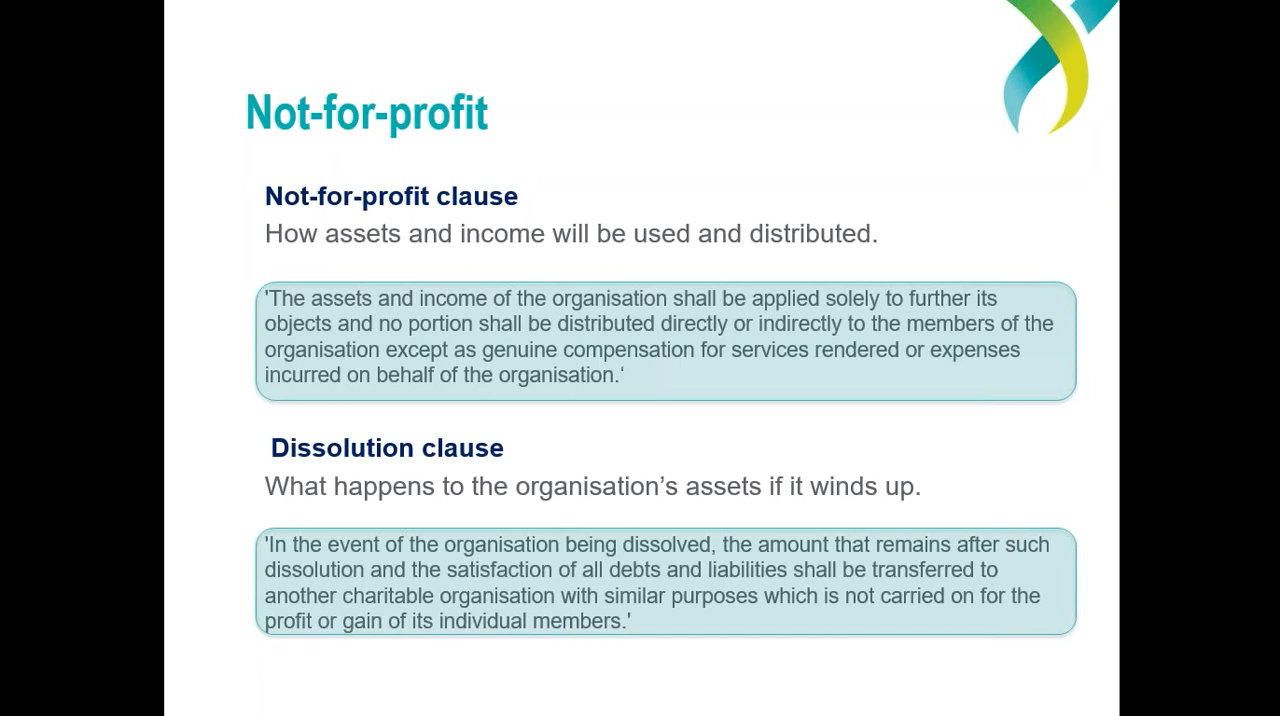 Not-for-profit
Not-for-profit clause
How assets and income will be used and distributed.
'The assets and income of the organisation shall be applied solely to further its
objects and no portion shall be distributed directly or indirectly to the members of the
organisation except as genuine compensation for services rendered or expenses
incurred on behalf of the organisation.‘
Dissolution clause
What happens to the organisation’s assets if it winds up.
'In the event of the organisation being dissolved, the amount that remains after such
dissolution and the satisfaction of all debts and liabilities shall be transferred to
another charitable organisation with similar purposes which is not carried on for the
profit or gain of its individual members.'